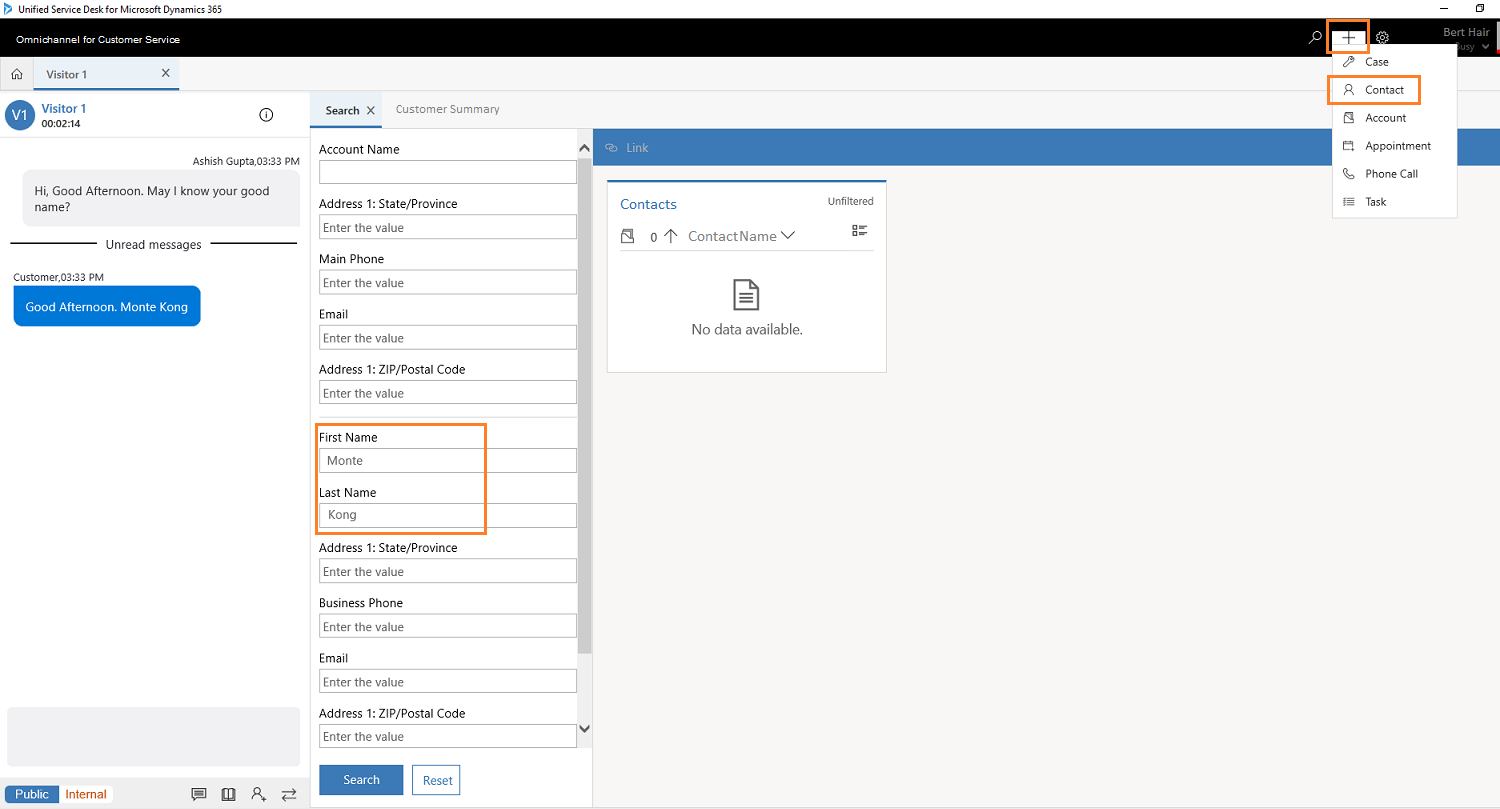 Unified Service Desk for Microsoft Dynamics 365
Omnichannel for Customer Service
Bert Hair
Busy
Visitor 1
Case
Contact
Account
Appointment
Phone Call
Task
V1
Visitor 1
00:02:14
Ashish Gupta,03:33 PM
Hi, Good Afternoon. May I know your good
name?
Unread messages
Customer,03:33 PM
Good Afternoon. Monte Kong
Public
Internal
Search
Customer Summary
Account Name
Address 1: State/Province
Enter the value
Main Phone
Enter the value
Email
Enter the value
Address 1: ZIP/Postal Code
Enter the value
First Name
Monte
Last Name
Kong
Address 1: State/Province
Enter the value
Business Phone
Enter the value
Email
Enter the value
Address 1: ZIP/Postal Code
Enter the value
Search
Reset
Link
Contacts
Unfiltered
0
ContactName
No data available.